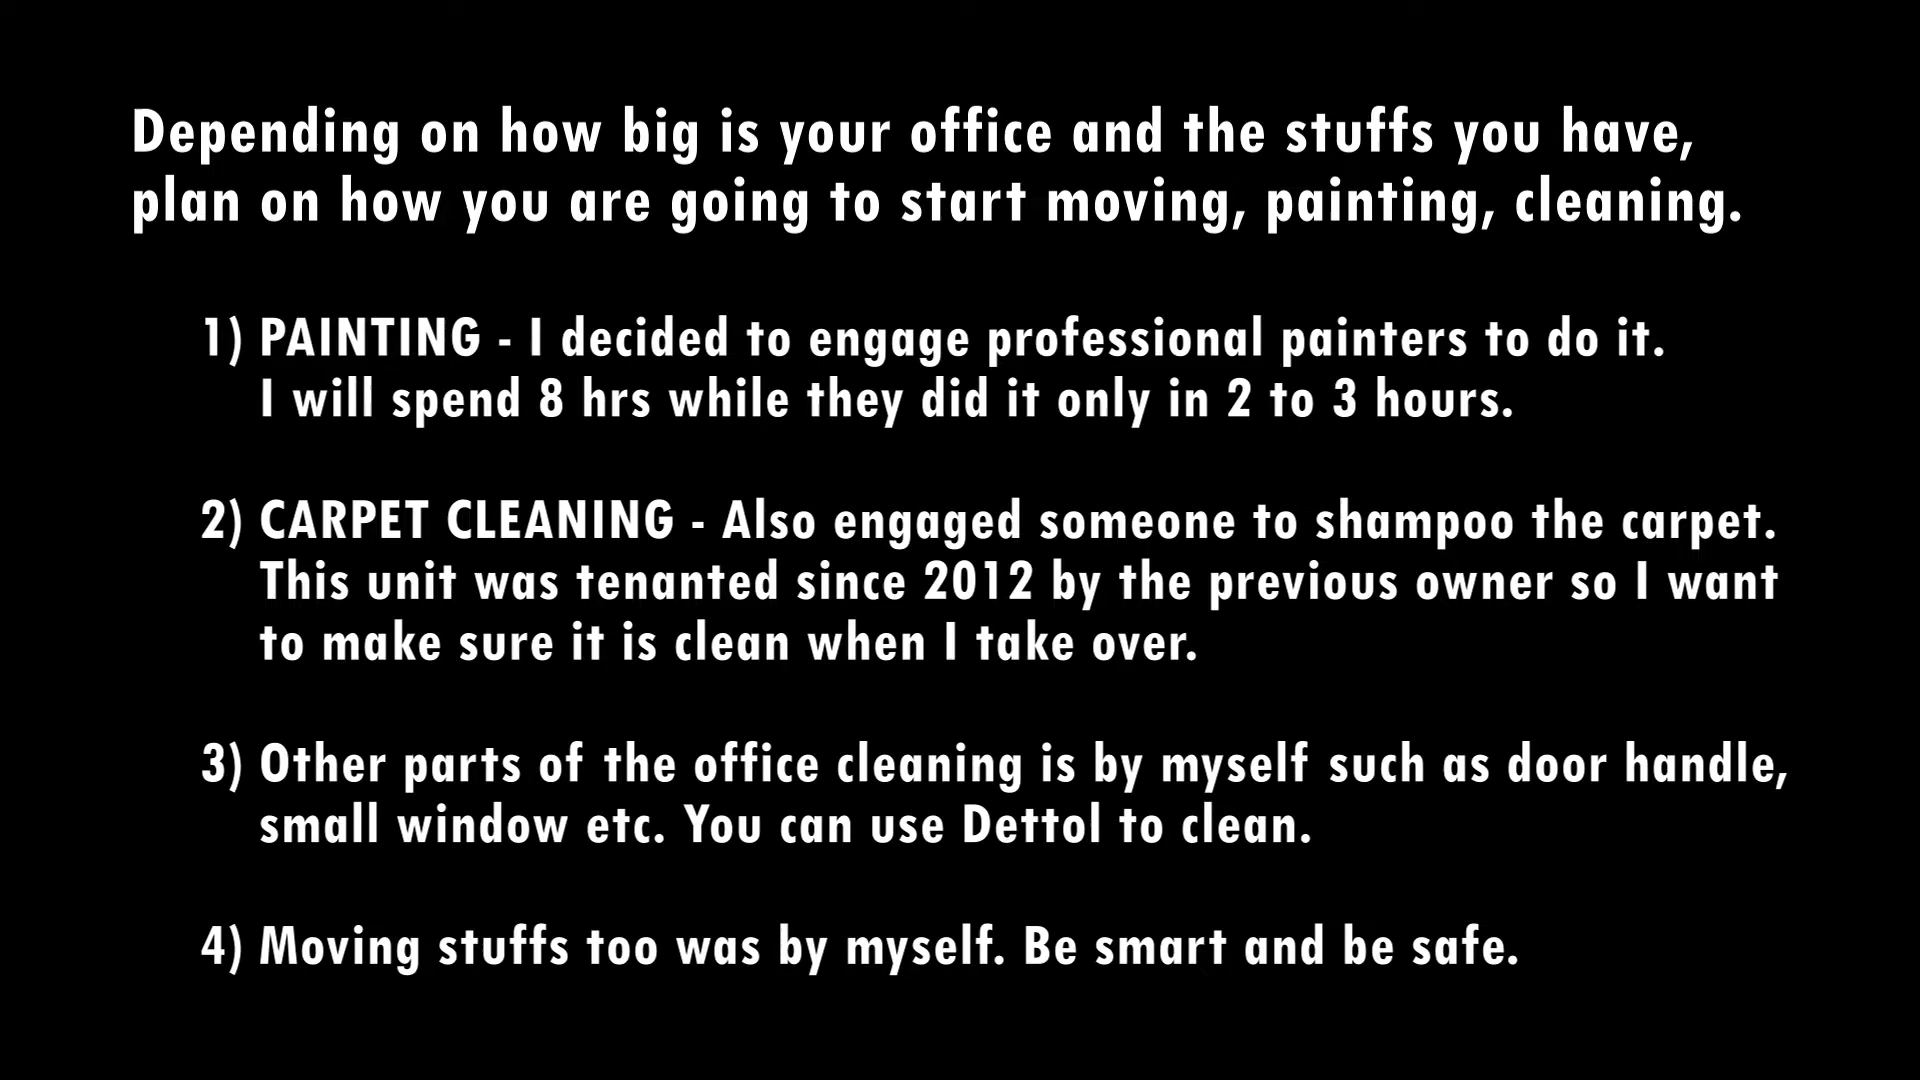 Depending on how big is your office and the stuffs you have,
plan on how you are going to start moving, painting, cleaning.
1) PAINTING - I decided to engage professional painters to do it.
I will spend 8 hrs while they did it only in 2 to 3 hours.
2) CARPET CLEANING - Also engaged someone to shampoo the carpet.
This unit was tenanted since 2012 by the previous owner so I want
to make sure it is clean when I take over.
3) Other parts of the office cleaning is by myself such as door handle,
small window etc. You can use Dettol to clean.
4) Moving stuffs too was by myself. Be smart and be safe.